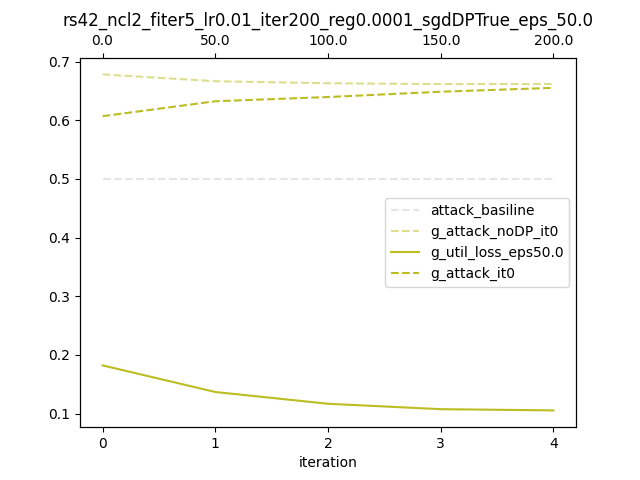 rs42_ncl2_fiter5_lr0.01_iter200_reg0.0001_sgdDPTrue_eps_50.0
0.0 50.0 100.0 150.0 200.0
0.7
0.6
0.5
0.4
0.3
0.2
0.1
attack_basiline
g_attack_noDP_it0
g_util_loss_eps50.0
g_attack_it0
0 1 2 3 4
iteration